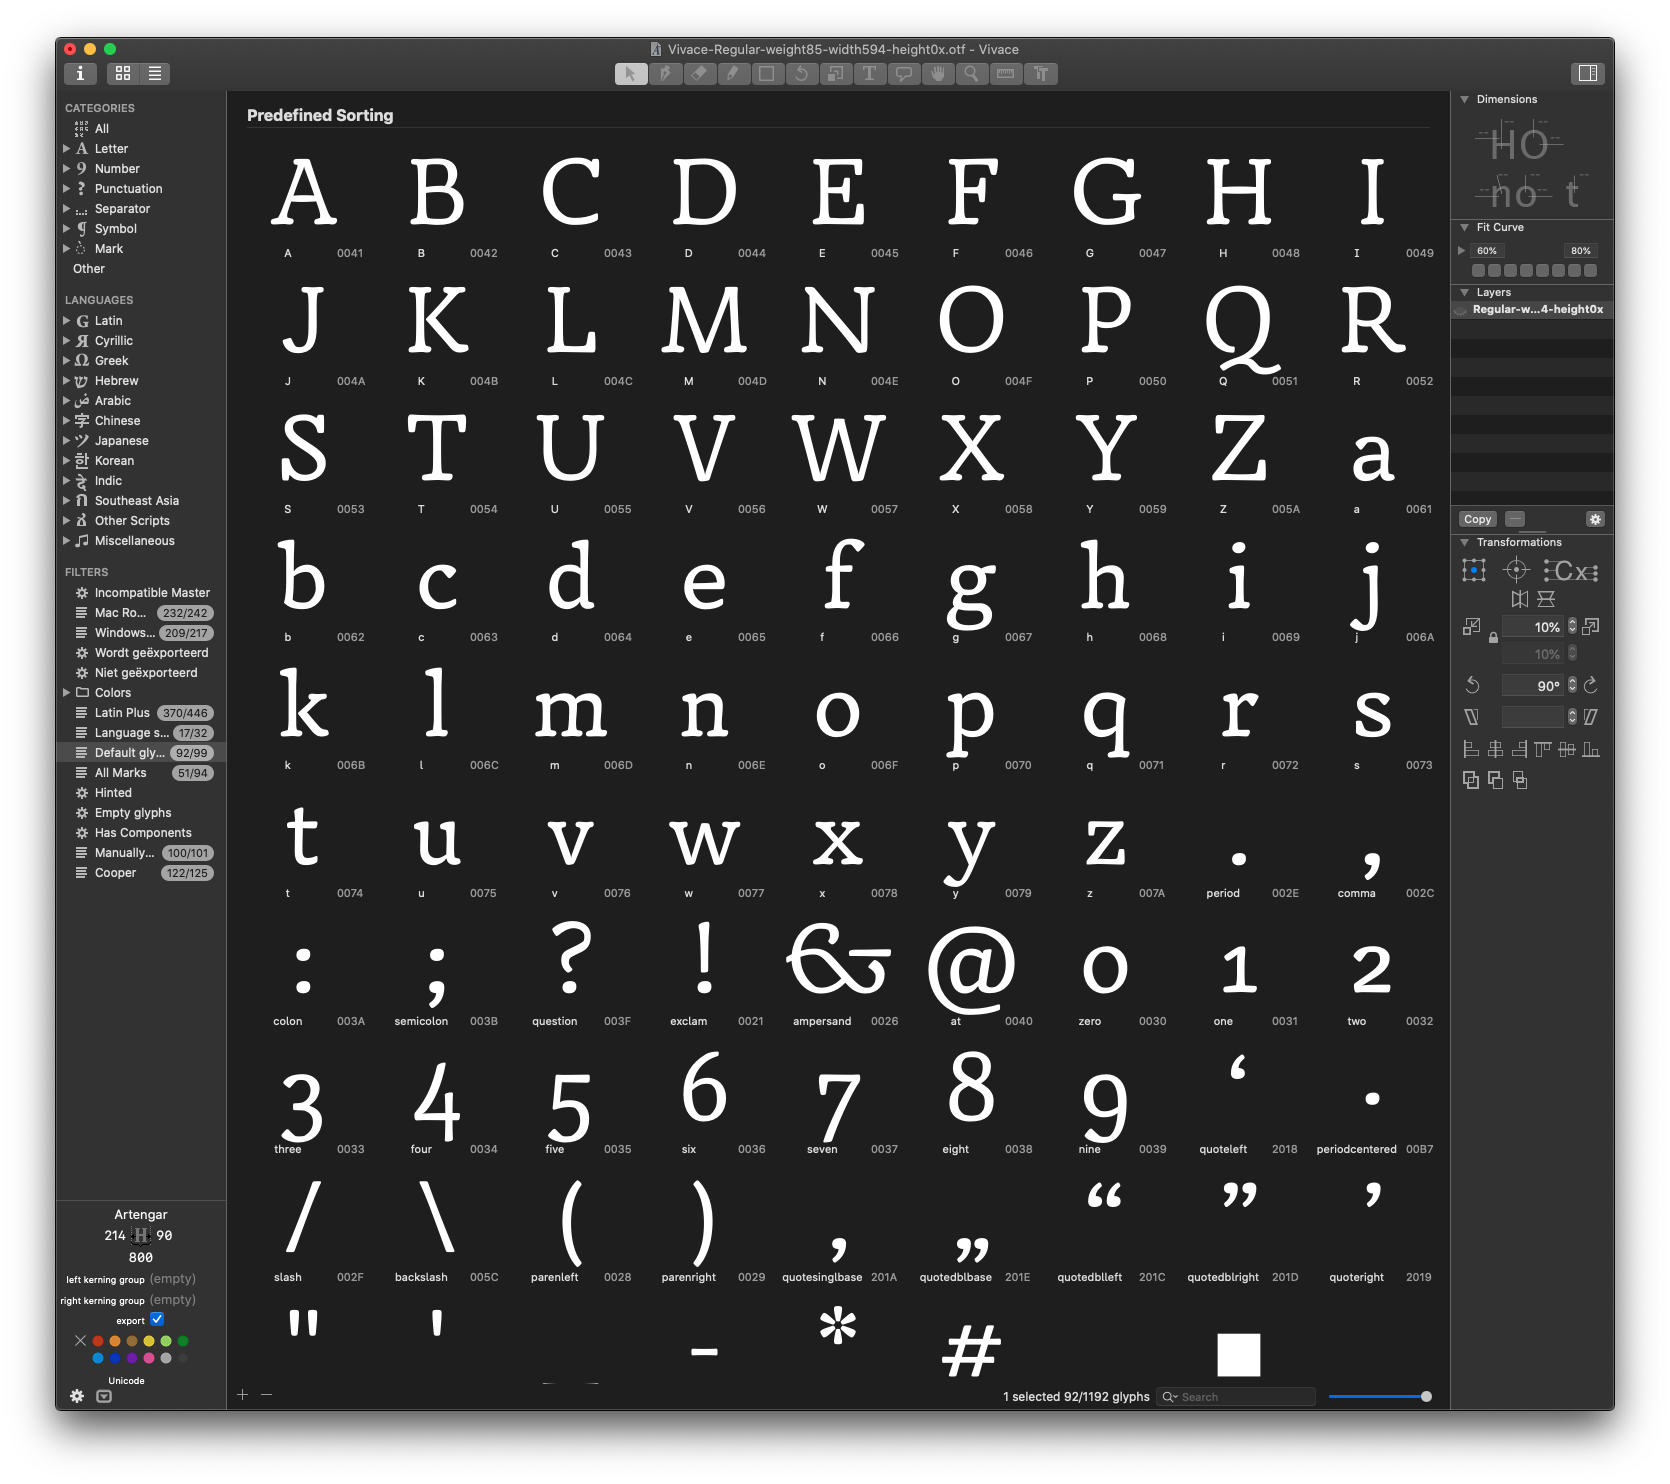 Vivace-Regular-weight85-width594-height0x.otf - Vivace
CATEGORIES
All
Letter
Number
Punctuation
Separator
Symbol
Mark
Other
LANGUAGES
Latin
Cyrillic
Greek
Hebrew
Arabic
Chinese
Japanese
Korean
Indic
Southeast Asia
Other Scripts
Miscellaneous
FILTERS
Incompatible Master
Mac Ro... 232/242
Windows... 209/217
Wordt geëxporteerd
Niet geëxporteerd
Colors
Latin Plus 370/446
Language s... 17/32
Default gly... 92/99
All Marks 51/94
Hinted
Empty glyphs
Has Components
Manually... 100/101
Cooper 122/125
Artengar
214 H 90
800
left kerning group (empty)
right kerning group (empty)
export
Unicode
Predefined Sorting
A B C D E F G H I
A 0041 B 0042 C 0043 D 0044 E 0045 F 0046 G 0047 H 0048 I 0049
J K L M N O P Q R
J 004A K 004B L 004C M 004D N 004E O 004F P 0050 Q 0051 R 0052
S T U V W X Y Z a
S 0053 T 0054 U 0055 V 0056 W 0057 X 0058 Y 0059 Z 005A a 0061
b c d e f g h i j
b 0062 c 0063 d 0064 e 0065 f 0066 g 0067 h 0068 i 0069 j 006A
k l m n o p q r s
k 006B l 006C m 006D n 006E o 006F p 0070 q 0071 r 0072 s 0073
t u v w x y z . ,
t 0074 u 0075 v 0076 w 0077 x 0078 y 0079 z 007A period 002E comma 002C
: ; ? ! & @ 0 1 2
colon 003A semicolon 003B question 003F exclam 0021 ampersand 0026 at 0040 zero 0030 one 0031 two 0032
3 4 5 6 7 8 9 ‘ ·
three 0033 four 0034 five 0035 six 0036 seven 0037 eight 0038 nine 0039 quoteleft 2018 periodcentered 00B7
/ \ ( ) ‚ „ “ ” ’
slash 002F backslash 005C parenleft 0028 parenright 0029 quotesinglbase 201A quotedblbase 201E quotedblleft 201C quotedblright 201D quoteright 2019
" ' - * #
1 selected 92/1192 glyphs
Search
Dimensions
HO
no t
Fit Curve
60% 80%
Layers
Regular-w...4-height0x
Copy
Transformations
Cx
10%
10%
90°